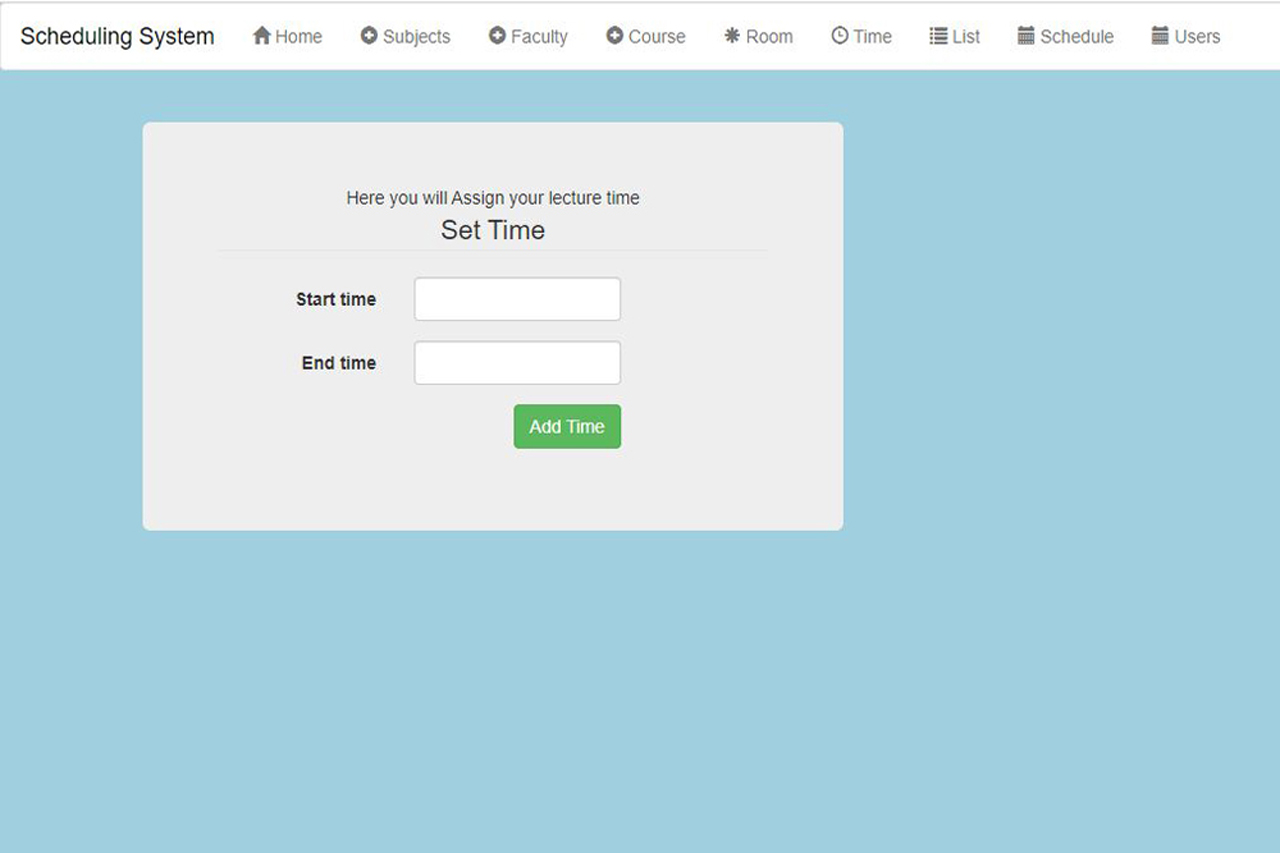 Scheduling System Home Subjects Faculty Course Room Time List Schedule Users
Here you will Assign your lecture time
Set Time
Start time
End time
Add Time